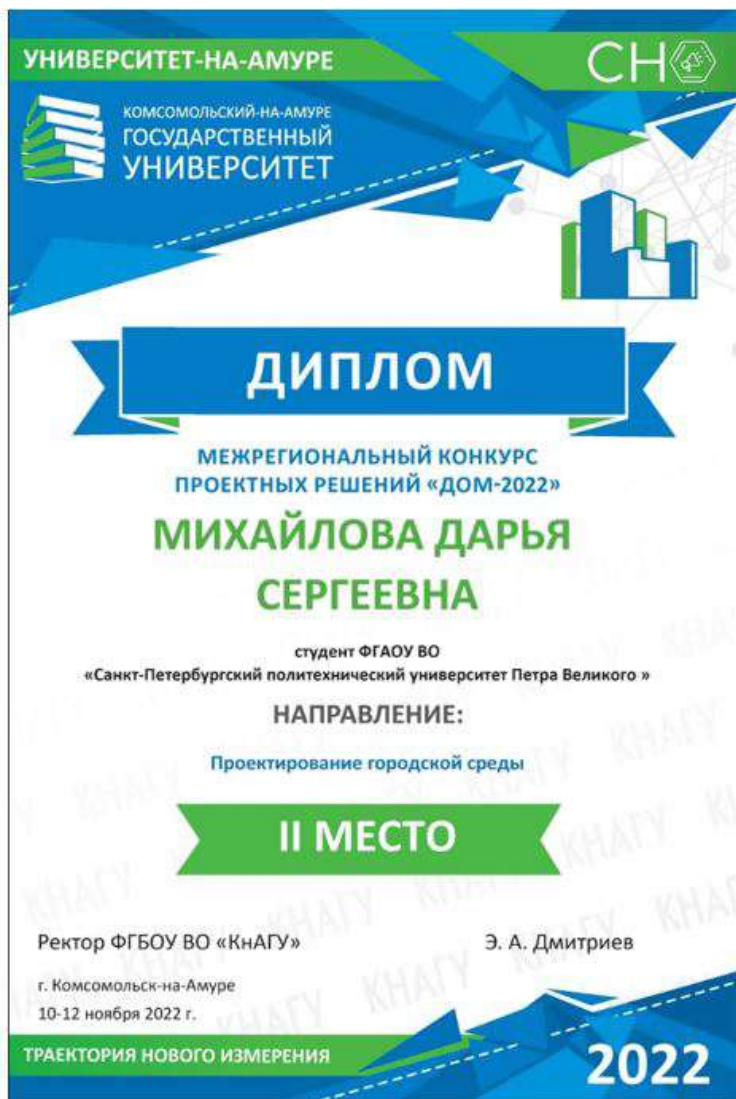 УНИВЕРСИТЕТ-НА-АМУРЕ
СНО
КОМСОМОЛЬСКИЙ-НА-АМУРЕ
ГОСУДАРСТВЕННЫЙ
УНИВЕРСИТЕТ
ДИПЛОМ
МЕЖРЕГИОНАЛЬНЫЙ КОНКУРС
ПРОЕКТНЫХ РЕШЕНИЙ «ДОМ-2022»
МИХАЙЛОВА ДАРЬЯ
СЕРГЕЕВНА
студент ФГАОУ ВО
«Санкт-Петербургский политехнический университет Петра Великого »
НАПРАВЛЕНИЕ:
Проектирование городской среды
II МЕСТО
Ректор ФГБОУ ВО «КнАГУ» Э. А. Дмитриев
г. Комсомольск-на-Амуре
10-12 ноября 2022 г.
ТРАЕКТОРИЯ НОВОГО ИЗМЕРЕНИЯ
2022